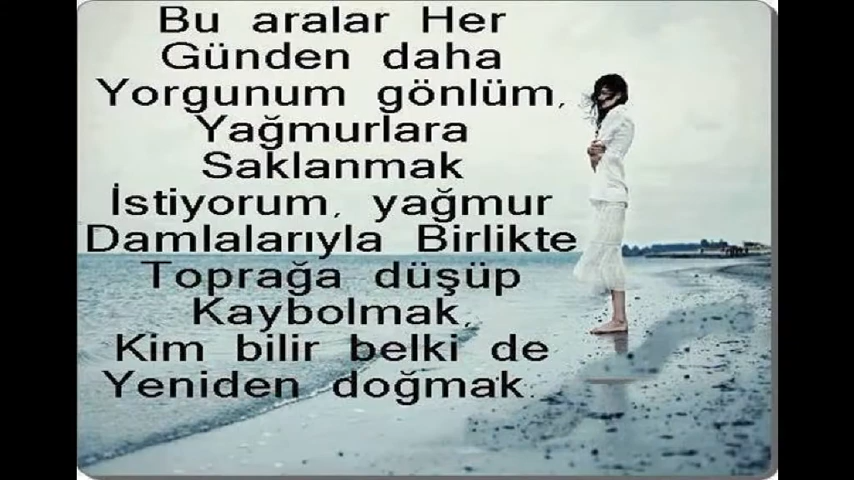 Bu aralar Her
Günden daha
Yorgunum gönlüm,
Yağmurlara
Saklanmak
İstiyorum, yağmur
Damlalarıyla Birlikte
Toprağa düşüp
Kaybolmak,
Kim bilir belki de
Yeniden doğmak.